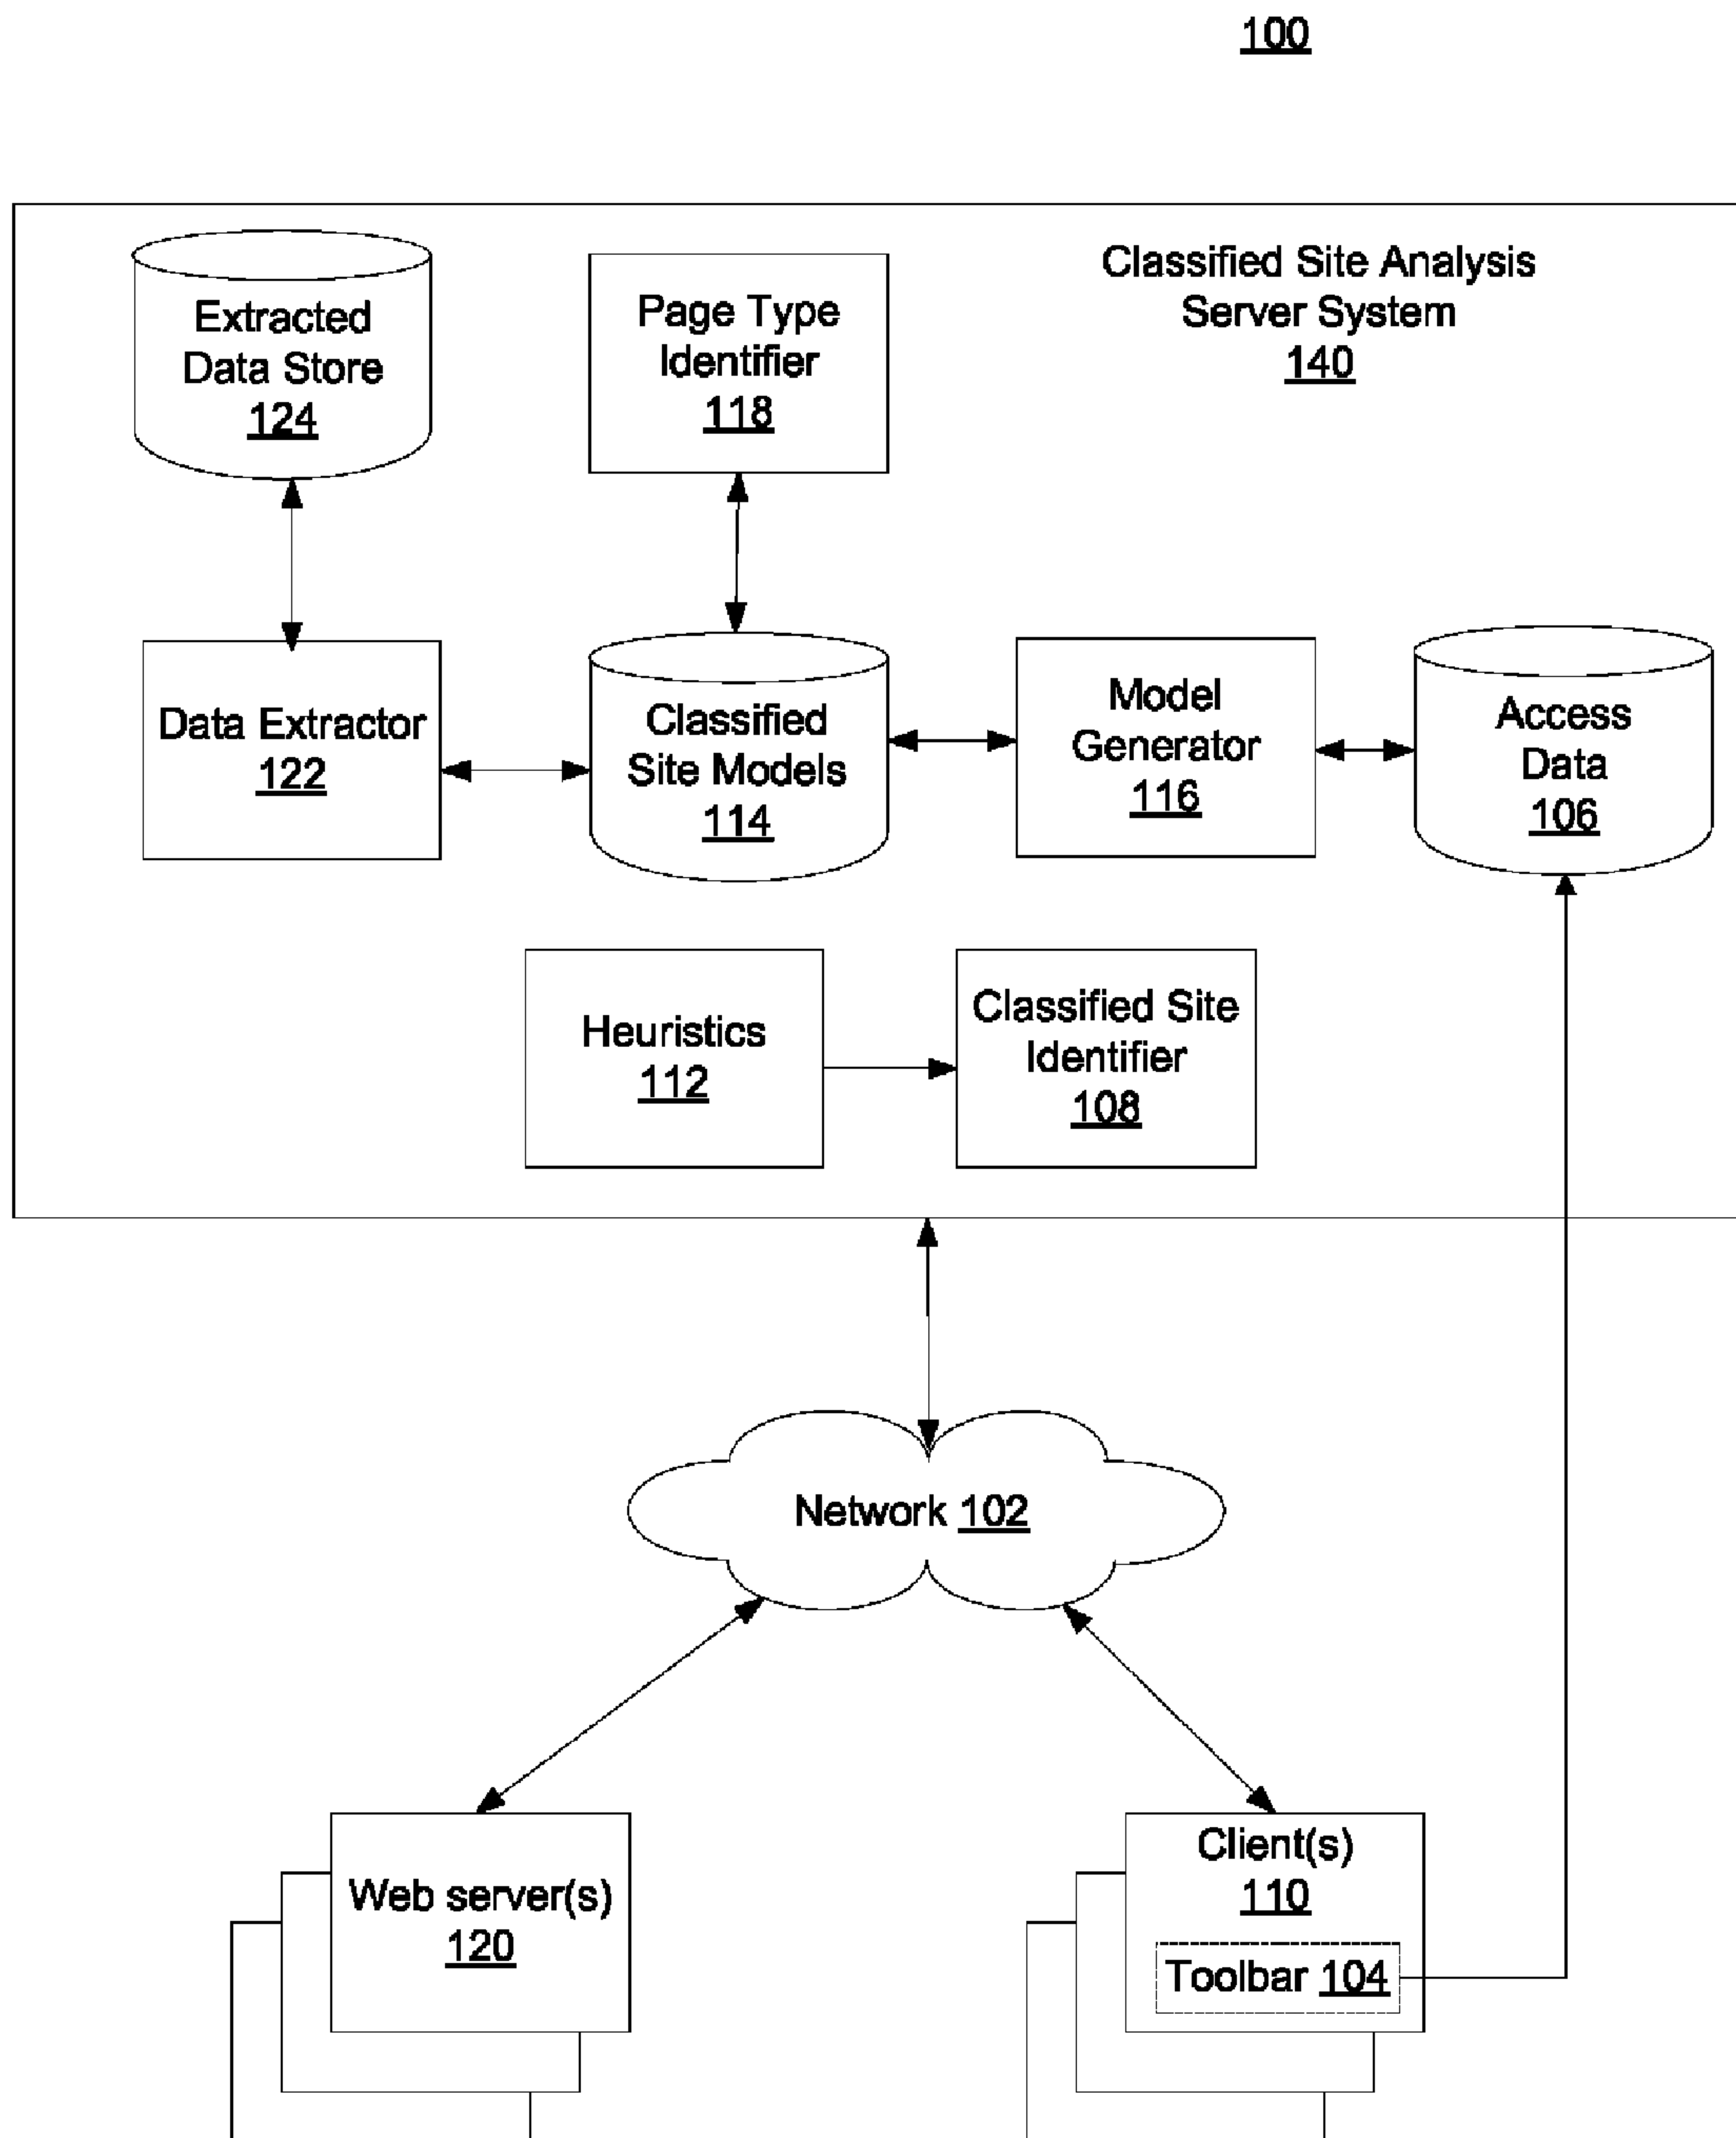 100
Classified Site Analysis
Server System
140
Extracted
Data Store
124
Page Type
Identifier
118
Data Extractor
122
Classified
Site Models
114
Model
Generator
116
Access
Data
106
Heuristics
112
Classified Site
Identifier
108
Network 102
Web server(s)
120
Client(s)
110
Toolbar 104